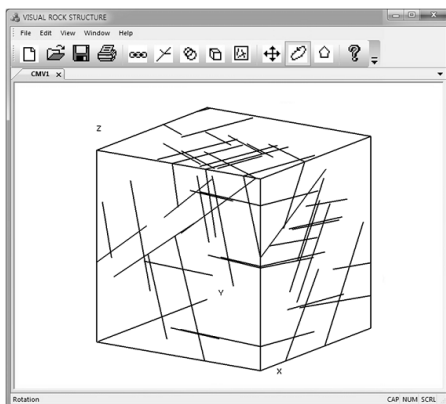 VISUAL ROCK STRUCTURE
File Edit View Window Help
CMV1 X
Z
Y
X
Rotation CAP NUM SCRL